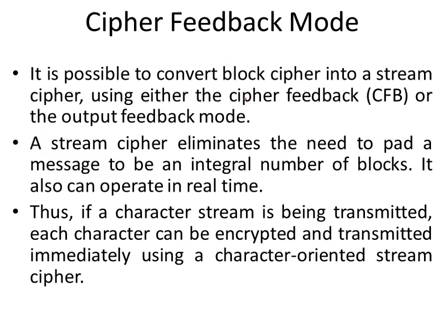 Cipher Feedback Mode
• It is possible to convert block cipher into a stream
cipher, using either the cipher feedback (CFB) or
the output feedback mode.
• A stream cipher eliminates the need to pad a
message to be an integral number of blocks. It
also can operate in real time.
• Thus, if a character stream is being transmitted,
each character can be encrypted and transmitted
immediately using a character-oriented stream
cipher.